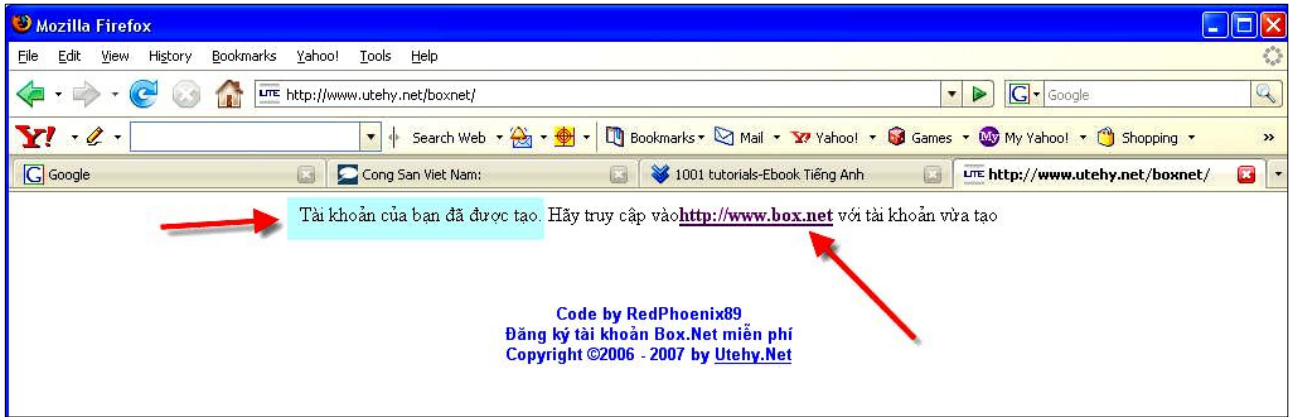 Mozilla Firefox
File Edit View History Bookmarks Yahoo! Tools Help
UTE http://www.utehy.net/boxnet/ G Google
Y! Search Web Bookmarks Mail Yahoo! Games My My Yahoo! Shopping »
G Google Cong San Viet Nam: 1001 tutorials-Ebook Tiếng Anh UTE http://www.utehy.net/boxnet/
Tài khoản của bạn đã được tạo. Hãy truy cập vàohttp://www.box.net với tài khoản vừa tạo
Code by RedPhoenix89
Đăng ký tài khoản Box.Net miễn phí
Copyright ©2006 - 2007 by Utehy.Net